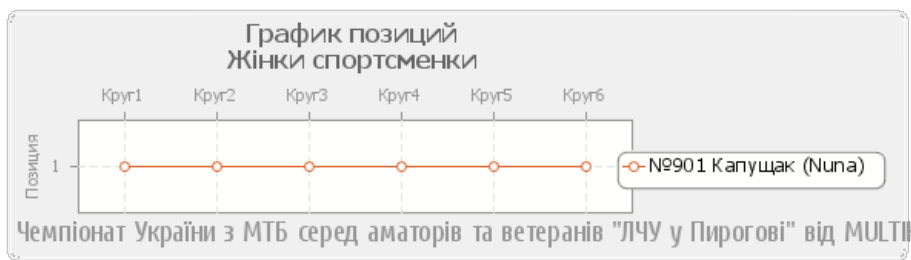 График позиций
Жінки спортсменки
Круг1 Круг2 Круг3 Круг4 Круг5 Круг6
Позиция
1
№901 Капущак (Nuna)
Чемпіонат України з МТБ серед аматорів та ветеранів "ЛЧУ у Пирогові" від MULTI